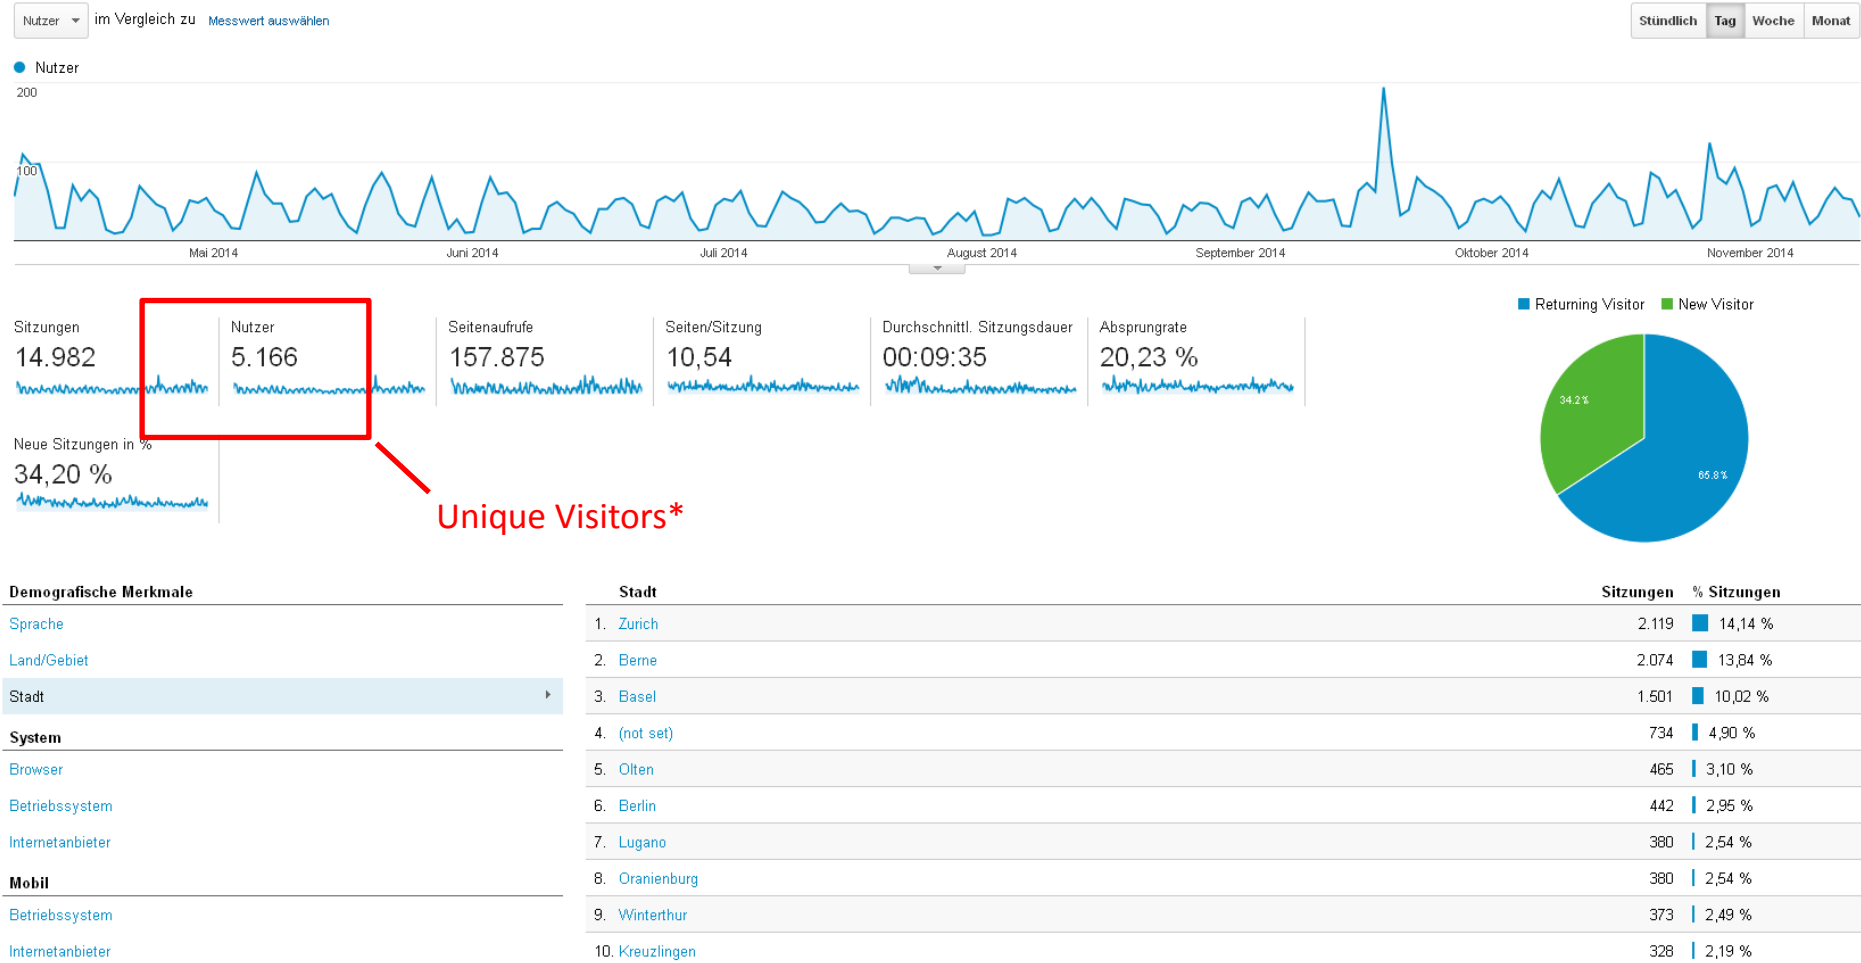 Nutzer im Vergleich zu Messwert auswählen
Stündlich Tag Woche Monat
Nutzer
200
100
Mai 2014 Juni 2014 Juli 2014 August 2014 September 2014 Oktober 2014 November 2014
Returning Visitor New Visitor
Sitzungen Nutzer Seitenaufrufe Seiten/Sitzung Durchschnittl. Sitzungsdauer Absprungrate
14.982 5.166 157.875 10,54 00:09:35 20,23 %
34.2%
65.8%
Neue Sitzungen in %
34,20 %
Unique Visitors*
Demografische Merkmale
Sprache
Land/Gebiet
Stadt
System
Browser
Betriebssystem
Internetanbieter
Mobil
Betriebssystem
Internetanbieter
Stadt Sitzungen % Sitzungen
1. Zurich 2.119 14,14 %
2. Berne 2.074 13,84 %
3. Basel 1.501 10,02 %
4. (not set) 734 4,90 %
5. Olten 465 3,10 %
6. Berlin 442 2,95 %
7. Lugano 380 2,54 %
8. Oranienburg 380 2,54 %
9. Winterthur 373 2,49 %
10. Kreuzlingen 328 2,19 %